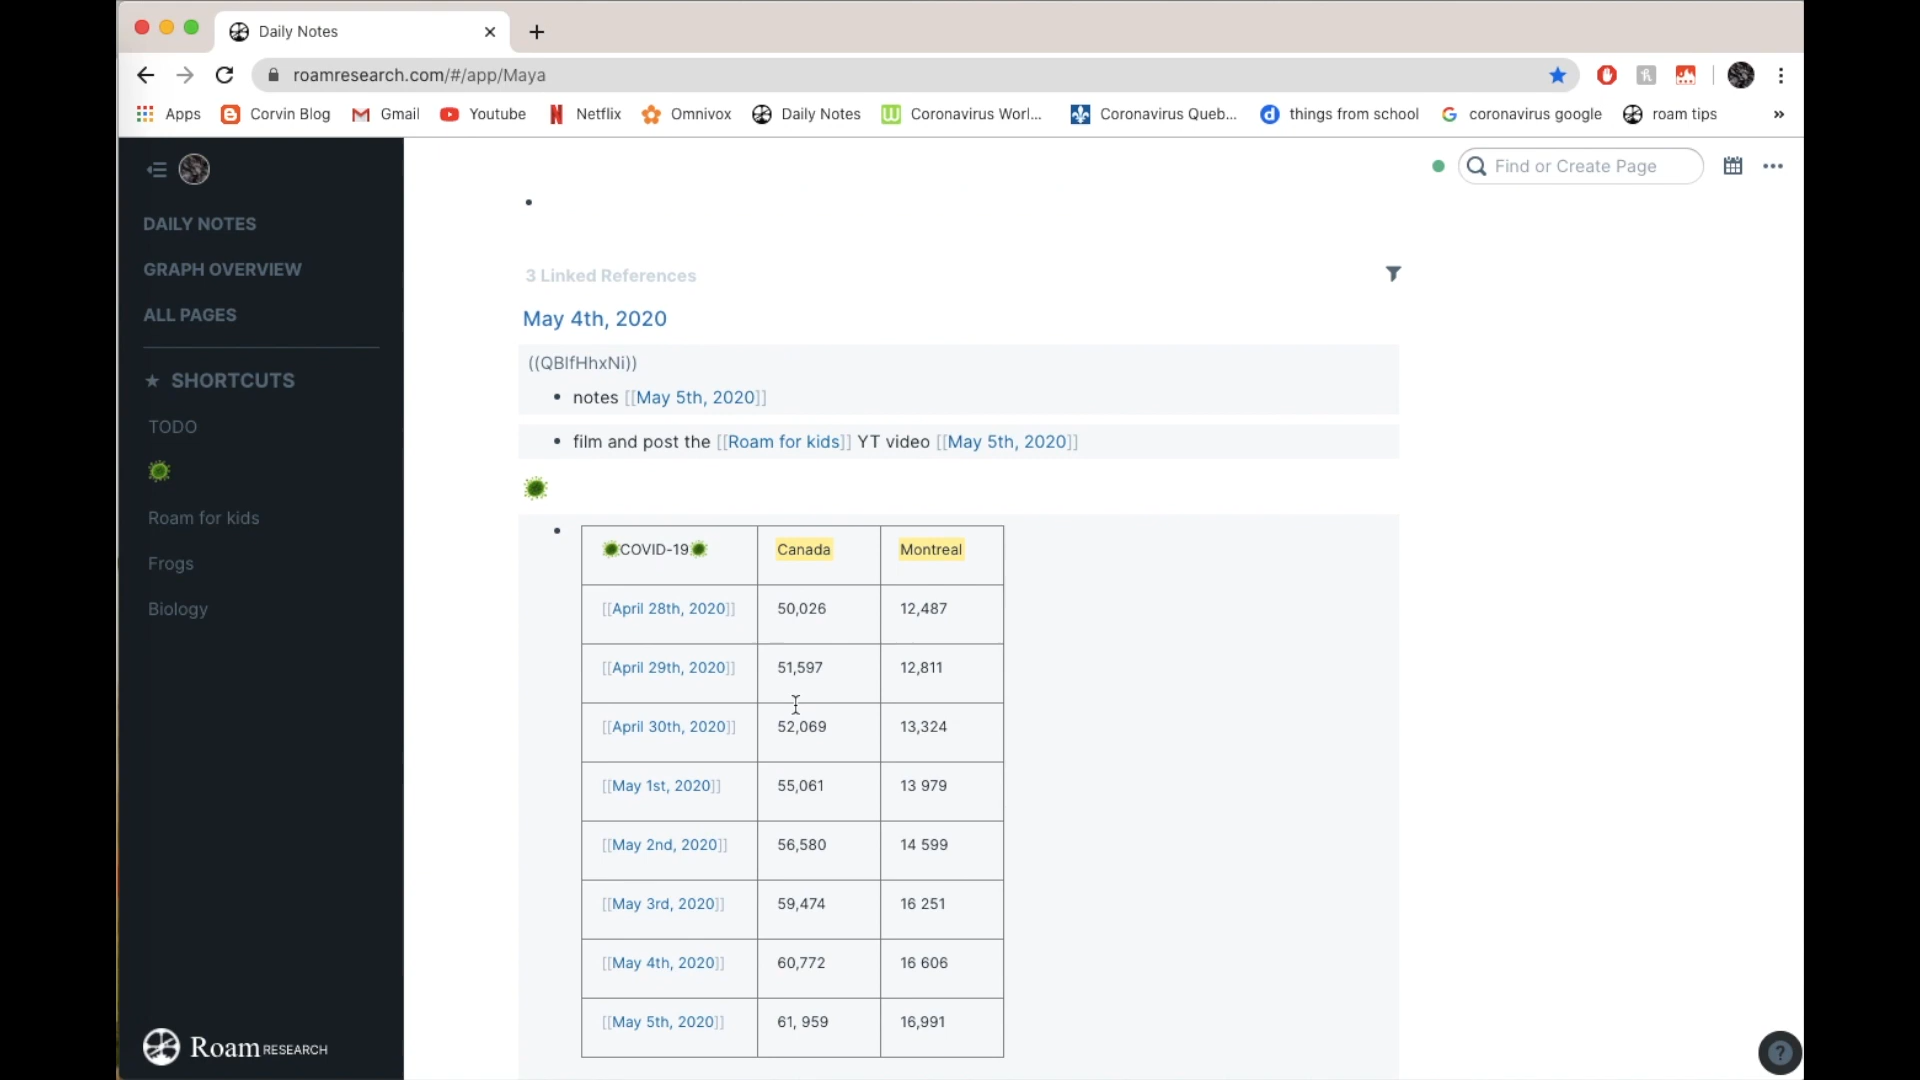 Daily Notes
roamresearch.com/#/app/Maya
Apps Corvin Blog Gmail Youtube Netflix Omnivox Daily Notes Coronavirus Worl... Coronavirus Queb... things from school coronavirus google roam tips »
Find or Create Page
DAILY NOTES
GRAPH OVERVIEW
ALL PAGES
★ SHORTCUTS
TODO
Roam for kids
Frogs
Biology
Roam RESEARCH
3 Linked References
May 4th, 2020
((QBIfHhxNi))
notes [[May 5th, 2020]]
film and post the [[Roam for kids]] YT video [[May 5th, 2020]]
COVID-19 Canada Montreal
[[April 28th, 2020]] 50,026 12,487
[[April 29th, 2020]] 51,597 12,811
[[April 30th, 2020]] 52,069 13,324
[[May 1st, 2020]] 55,061 13 979
[[May 2nd, 2020]] 56,580 14 599
[[May 3rd, 2020]] 59,474 16 251
[[May 4th, 2020]] 60,772 16 606
[[May 5th, 2020]] 61, 959 16,991
?